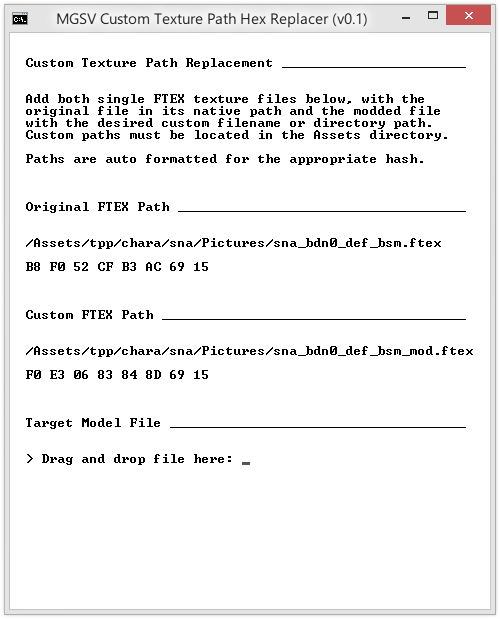 MGSV Custom Texture Path Hex Replacer (v0.1)
Custom Texture Path Replacement
Add both single FTEX texture files below, with the
original file in its native path and the modded file
with the desired custom filename or directory path.
Custom paths must be located in the Assets directory.
Paths are auto formatted for the appropriate hash.
Original FTEX Path
/Assets/tpp/chara/sna/Pictures/sna_bdn0_def_bsm.ftex
B8 F0 52 CF B3 AC 69 15
Custom FTEX Path
/Assets/tpp/chara/sna/Pictures/sna_bdn0_def_bsm_mod.ftex
F0 E3 06 83 84 8D 69 15
Target Model File
> Drag and drop file here: _